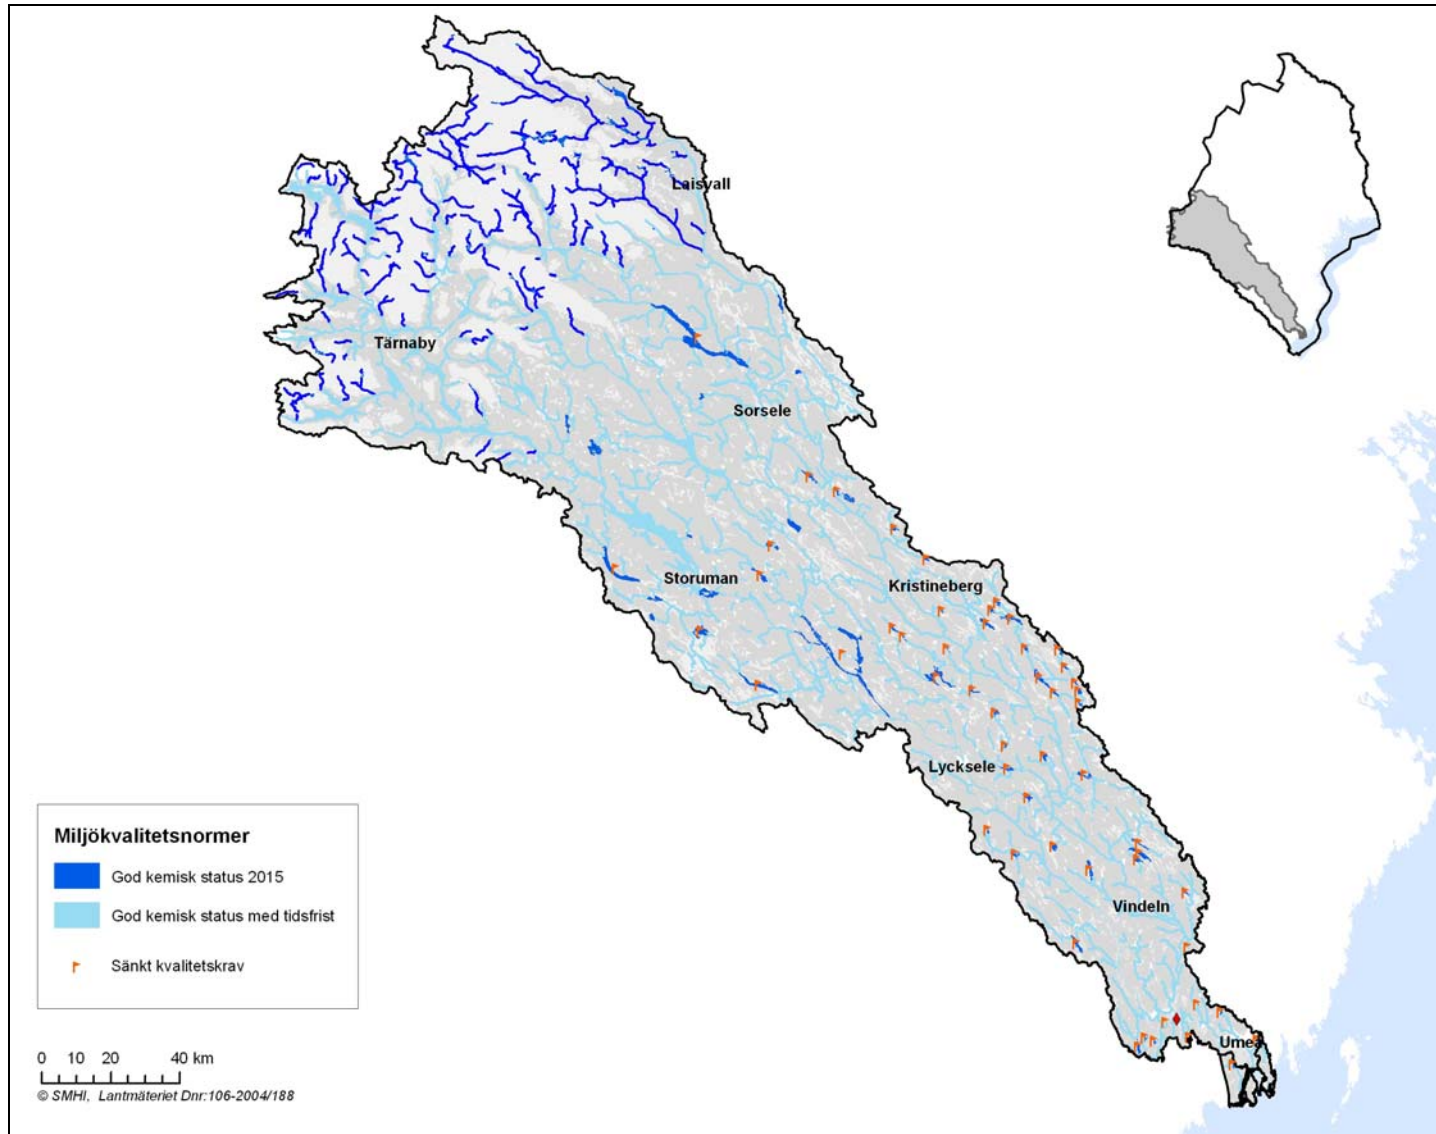 Laisvall
Tärnaby
Sorsele
Storuman
Kristineberg
Lycksele
Vindeln
Umeå
Miljökvalitetsnormer
God kemisk status 2015
God kemisk status med tidsfrist
Sänkt kvalitetskrav
0 10 20 40 km
© SMHI, Lantmäteriet Dnr:106-2004/188